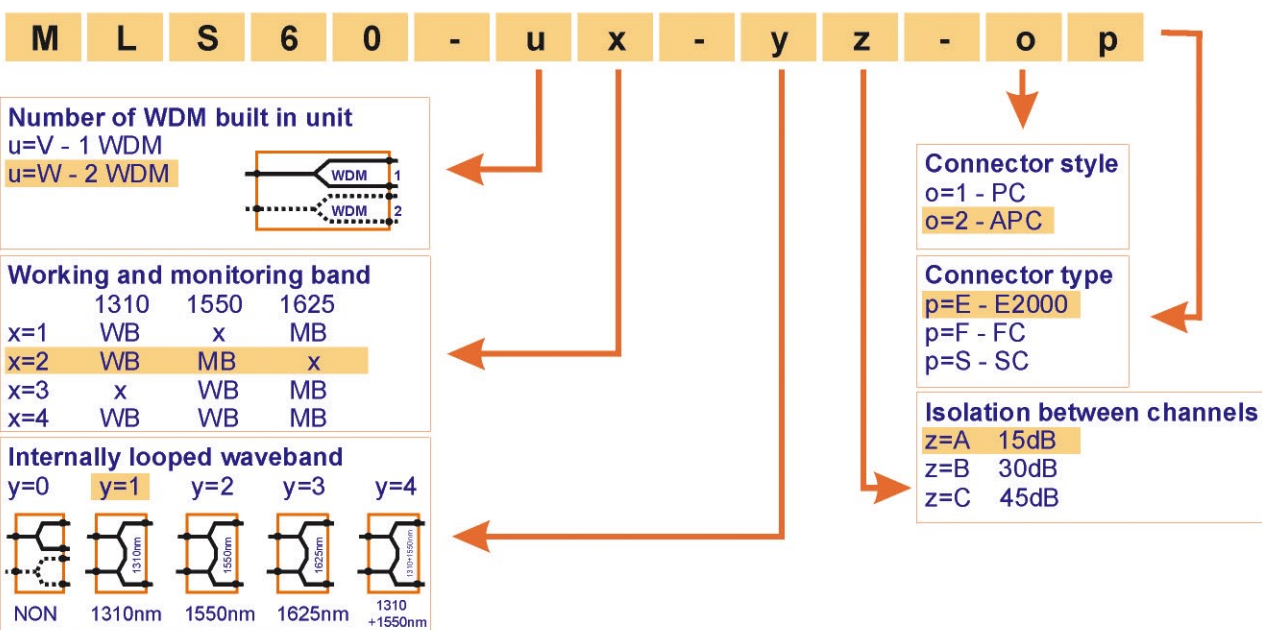 M L S 6 0 - u x - y z - o p
Number of WDM built in unit
u=V - 1 WDM
u=W - 2 WDM
WDM 1
WDM 2
Working and monitoring band
1310 1550 1625
x=1 WB x MB
x=2 WB MB x
x=3 x WB MB
x=4 WB WB MB
Internally looped waveband
y=0 y=1 y=2 y=3 y=4
1310nm 1550nm 1625nm 1310+1550nm
NON 1310nm 1550nm 1625nm 1310
+1550nm
Connector style
o=1 - PC
o=2 - APC
Connector type
p=E - E2000
p=F - FC
p=S - SC
Isolation between channels
z=A 15dB
z=B 30dB
z=C 45dB